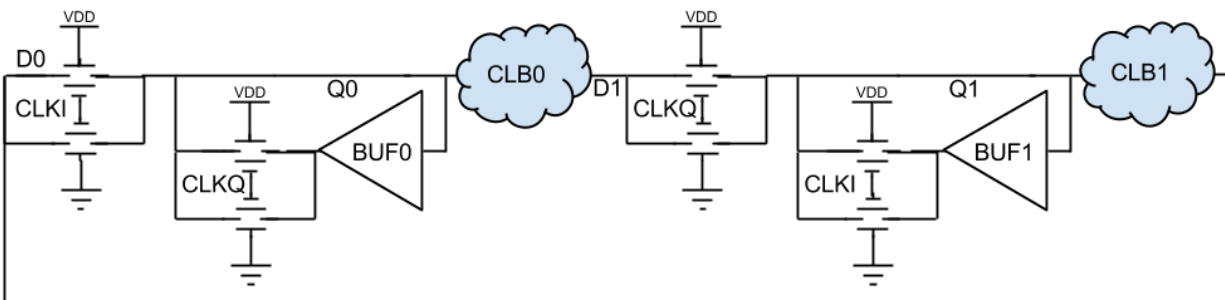 VDD
VDD
D0
CLB0
CLB1
Q0
D1
Q1
CLKI
VDD
CLKQ
VDD
BUF0
BUF1
CLKQ
CLKI